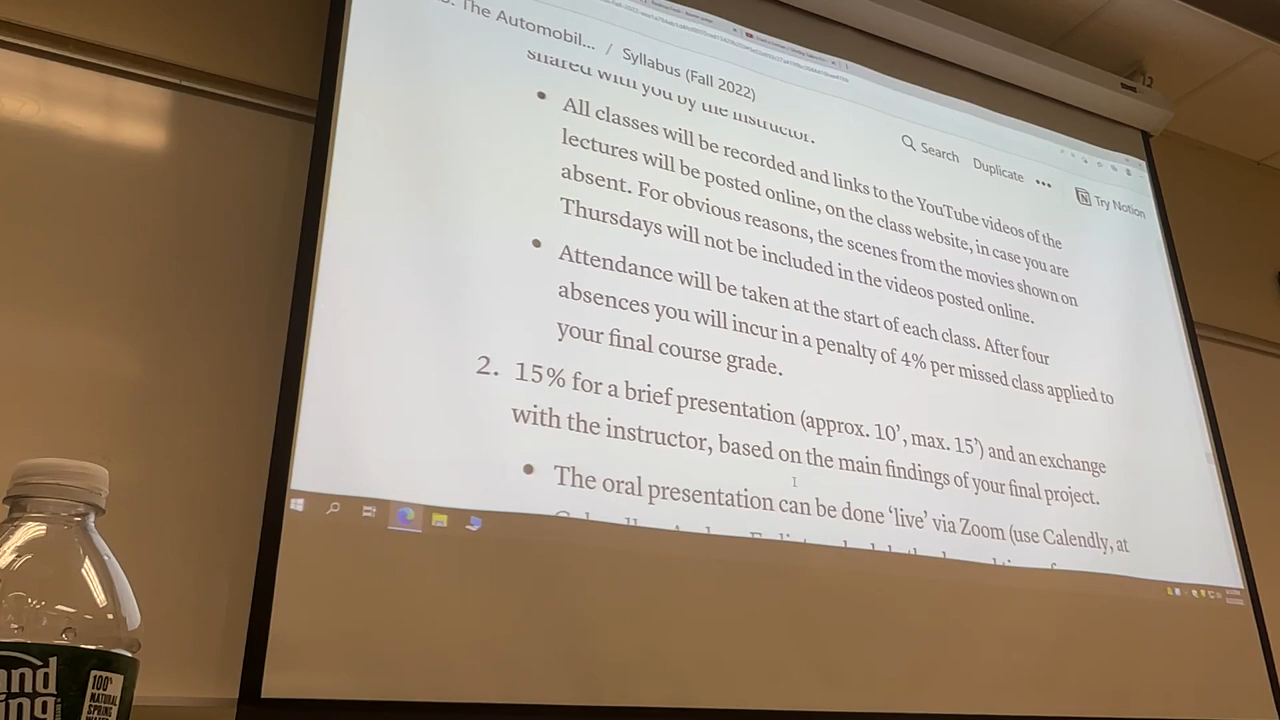 The Automobil... / Syllabus (Fall 2022)
Search Duplicate •••
Try Notion
shared with you by the instructor.
• All classes will be recorded and links to the YouTube videos of the
lectures will be posted online, on the class website, in case you are
absent. For obvious reasons, the scenes from the movies shown on
Thursdays will not be included in the videos posted online.
• Attendance will be taken at the start of each class. After four
absences you will incur in a penalty of 4% per missed class applied to
your final course grade.
2. 15% for a brief presentation (approx. 10’, max. 15’) and an exchange
with the instructor, based on the main findings of your final project.
• The oral presentation can be done ‘live’ via Zoom (use Calendly, at
100%
NATURAL
SPRING